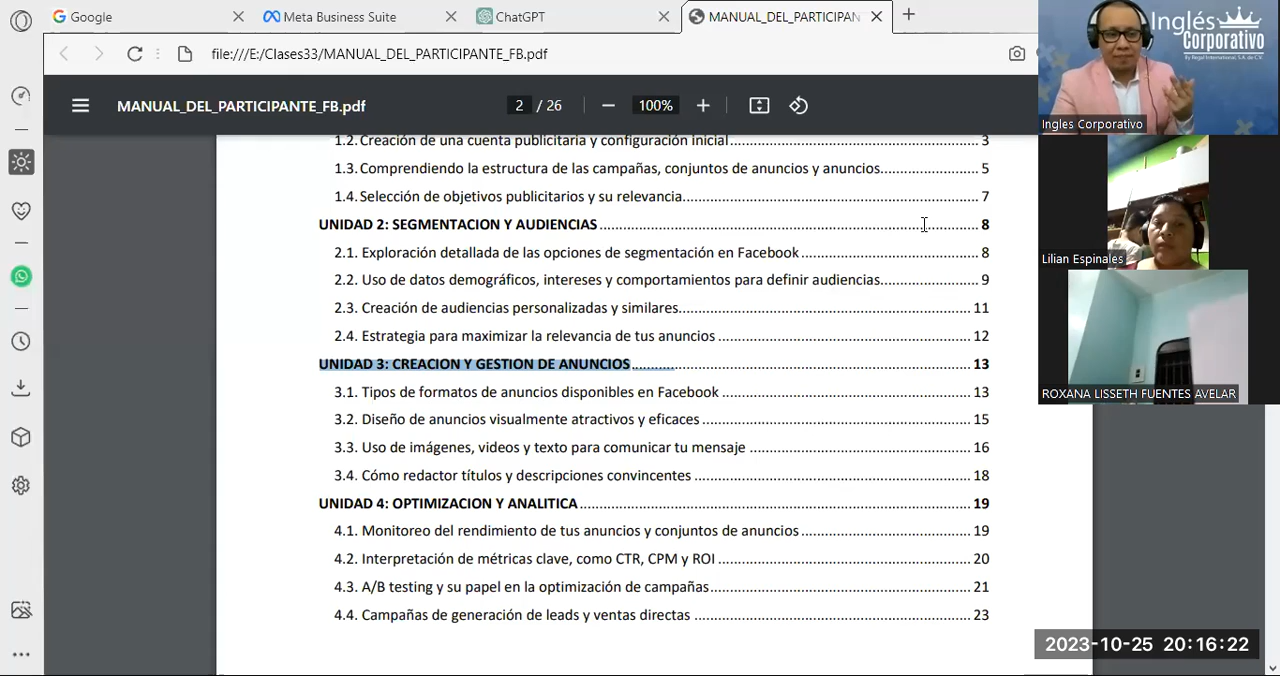 Google
Meta Business Suite
ChatGPT
MANUAL_DEL_PARTICIPAN
file:///E:/Clases33/MANUAL_DEL_PARTICIPANTE_FB.pdf
MANUAL_DEL_PARTICIPANTE_FB.pdf
2 / 26
100%
1.2. Creación de una cuenta publicitaria y configuración inicial 3
1.3. Comprendiendo la estructura de las campañas, conjuntos de anuncios y anuncios 5
1.4. Selección de objetivos publicitarios y su relevancia 7
UNIDAD 2: SEGMENTACION Y AUDIENCIAS 8
2.1. Exploración detallada de las opciones de segmentación en Facebook 8
2.2. Uso de datos demográficos, intereses y comportamientos para definir audiencias 9
2.3. Creación de audiencias personalizadas y similares 11
2.4. Estrategia para maximizar la relevancia de tus anuncios 12
UNIDAD 3: CREACION Y GESTION DE ANUNCIOS 13
3.1. Tipos de formatos de anuncios disponibles en Facebook 13
3.2. Diseño de anuncios visualmente atractivos y eficaces 15
3.3. Uso de imágenes, videos y texto para comunicar tu mensaje 16
3.4. Cómo redactor títulos y descripciones convincentes 18
UNIDAD 4: OPTIMIZACION Y ANALITICA 19
4.1. Monitoreo del rendimiento de tus anuncios y conjuntos de anuncios 19
4.2. Interpretación de métricas clave, como CTR, CPM y ROI 20
4.3. A/B testing y su papel en la optimización de campañas 21
4.4. Campañas de generación de leads y ventas directas 23
Inglés
Corporativo
By Regal International, S.A. de C.V.
Ingles Corporativo
Lilian Espinales
ROXANA LISSETH FUENTES AVELAR
2023-10-25 20:16:22